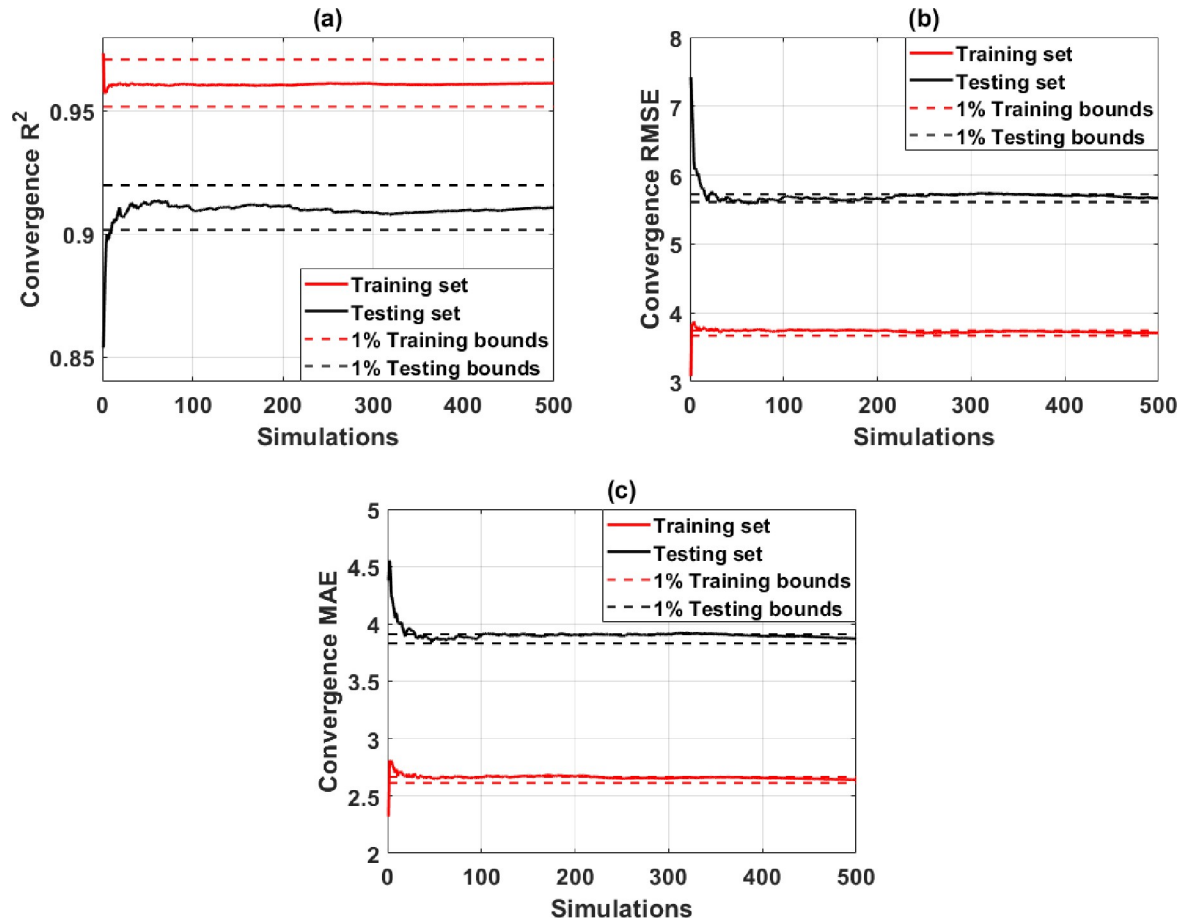 (a)
Convergence R²
0.95
0.9
0.85
Training set
Testing set
1% Training bounds
1% Testing bounds
0 100 200 300 400 500
Simulations
(b)
Convergence RMSE
8
7
6
5
4
3
Training set
Testing set
1% Training bounds
1% Testing bounds
0 100 200 300 400 500
Simulations
(c)
Convergence MAE
5
4.5
4
3.5
3
2.5
2
Training set
Testing set
1% Training bounds
1% Testing bounds
0 100 200 300 400 500
Simulations